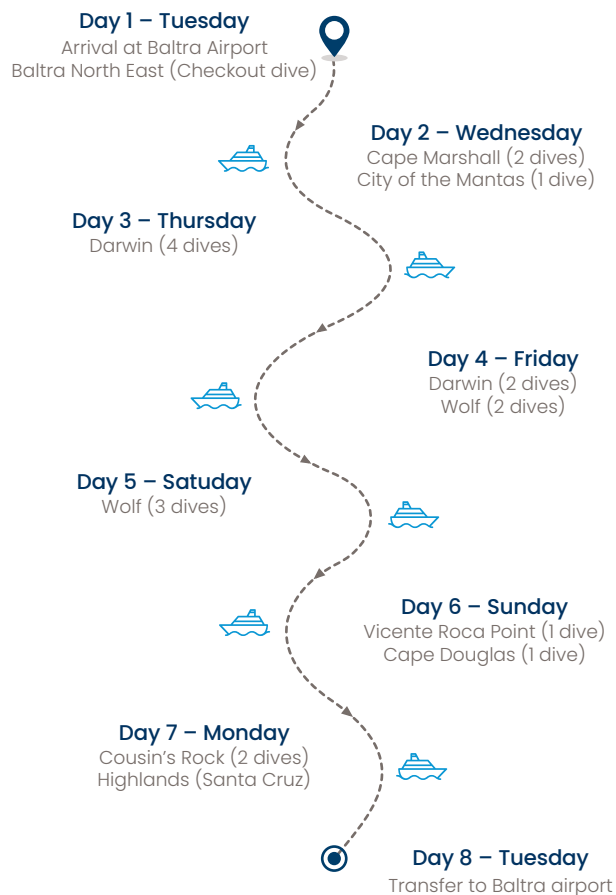 Day 1 – Tuesday
Arrival at Baltra Airport
Baltra North East (Checkout dive)
Day 2 – Wednesday
Cape Marshall (2 dives)
City of the Mantas (1 dive)
Day 3 – Thursday
Darwin (4 dives)
Day 4 – Friday
Darwin (2 dives)
Wolf (2 dives)
Day 5 – Satuday
Wolf (3 dives)
Day 6 – Sunday
Vicente Roca Point (1 dive)
Cape Douglas (1 dive)
Day 7 – Monday
Cousin’s Rock (2 dives)
Highlands (Santa Cruz)
Day 8 – Tuesday
Transfer to Baltra airport